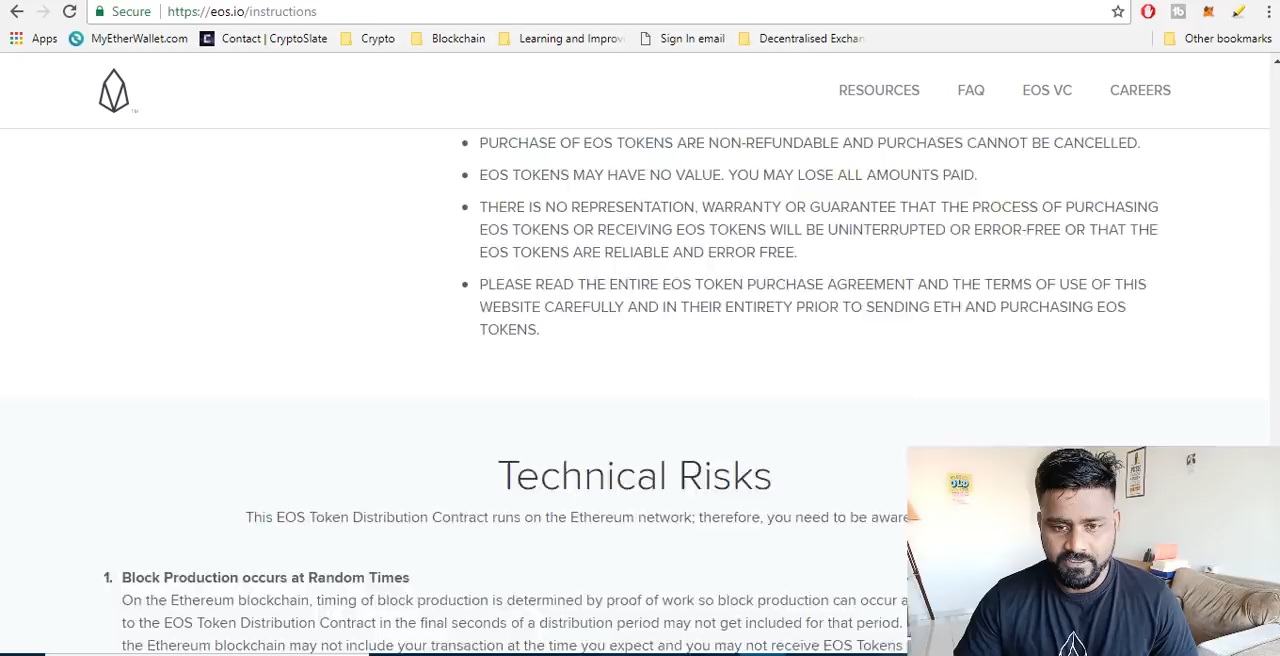 Secure https://eos.io/instructions
Apps MyEtherWallet.com Contact | CryptoSlate Crypto Blockchain Learning and Improv Sign In email Decentralised Exchan Other bookmarks
RESOURCES FAQ EOS VC CAREERS
PURCHASE OF EOS TOKENS ARE NON-REFUNDABLE AND PURCHASES CANNOT BE CANCELLED.
EOS TOKENS MAY HAVE NO VALUE. YOU MAY LOSE ALL AMOUNTS PAID.
THERE IS NO REPRESENTATION, WARRANTY OR GUARANTEE THAT THE PROCESS OF PURCHASING
EOS TOKENS OR RECEIVING EOS TOKENS WILL BE UNINTERRUPTED OR ERROR-FREE OR THAT THE
EOS TOKENS ARE RELIABLE AND ERROR FREE.
PLEASE READ THE ENTIRE EOS TOKEN PURCHASE AGREEMENT AND THE TERMS OF USE OF THIS
WEBSITE CAREFULLY AND IN THEIR ENTIRETY PRIOR TO SENDING ETH AND PURCHASING EOS
TOKENS.
Technical Risks
This EOS Token Distribution Contract runs on the Ethereum network; therefore, you need to be aware
1. Block Production occurs at Random Times
On the Ethereum blockchain, timing of block production is determined by proof of work so block production can occur a
to the EOS Token Distribution Contract in the final seconds of a distribution period may not get included for that period.
the Ethereum blockchain may not include your transaction at the time you expect and you may not receive EOS Tokens